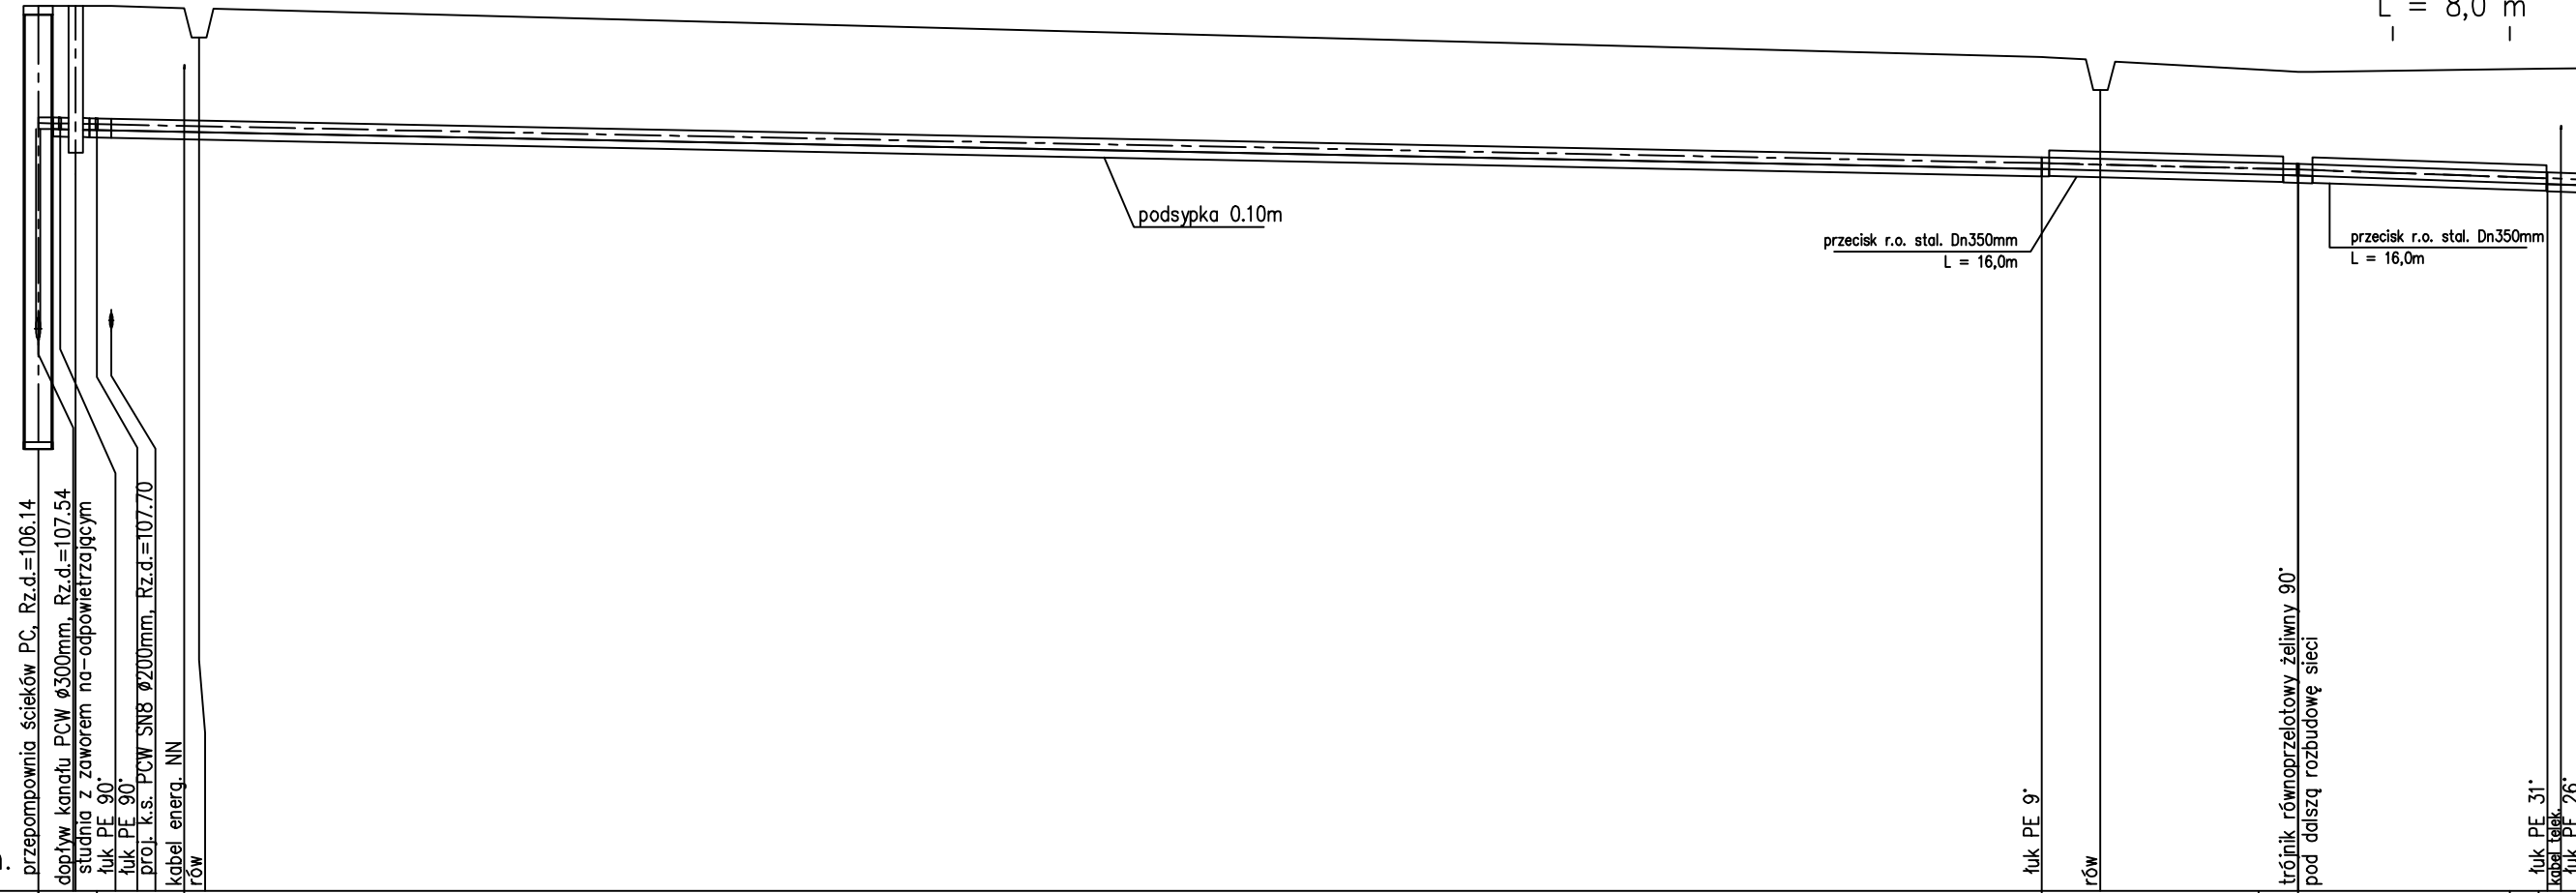 L = 8,0 m
podsypka 0.10m
przecisk r.o. stal. Dn350mm
L = 16,0m
przecisk r.o. stal. Dn350mm
L = 16,0m
przepompownia ścieków PC, Rz.d.=106.14
dopływ kanału PCW ø300mm, Rz.d.=107.54
studnia z zaworem na-odpowietrzającym
łuk PE 90°
łuk PE 90°
proj. k.s. PCW SN8 ø200mm, Rz.d.=107.70
kabel energ. NN
rów
łuk PE 9°
rów
trójnik równoprzelotowy żeliwny 90°
pod dalszą rozbudowę sieci
łuk PE 31°
kabel telek.
łuk PE 26°